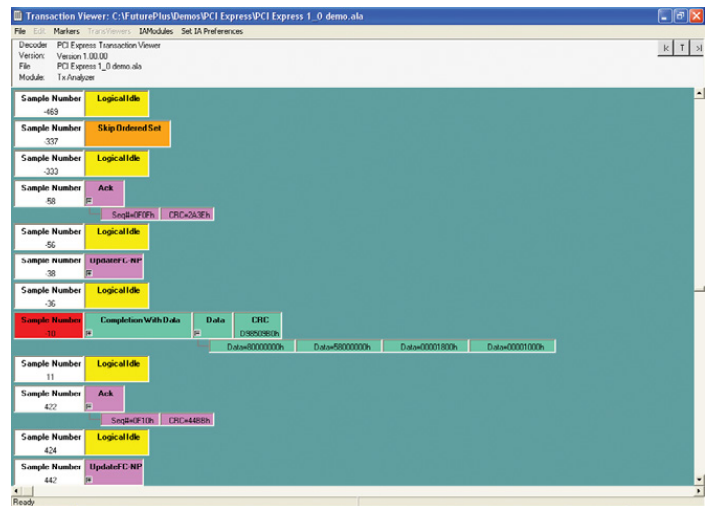 Transaction Viewer: C:\FuturePlus\Demos\PCI Express\PCI Express 1_0 demo.ala
File Edit Markers TransViewers IAModules Set IA Preferences
Decoder PCI Express Transaction Viewer
Version: Version 1.00.00
File PCI Express 1_0 demo.ala
Module: Tx Analyzer
Sample Number Logical Idle
-469
Sample Number Skip Ordered Set
-337
Sample Number Logical Idle
-333
Sample Number Ack
-58
Seq#=0F0Fh CRC=2A3Eh
Sample Number Logical Idle
-56
Sample Number UpdateFC-NP
-38
Sample Number Logical Idle
-36
Sample Number Completion With Data Data CRC
-10 D9850980h
Data=80000000h Data=58000000h Data=00001800h Data=00001000h
Sample Number Logical Idle
11
Sample Number Ack
422
Seq#=0F10h CRC=448Bh
Sample Number Logical Idle
424
Sample Number UpdateFC-NP
442
Ready